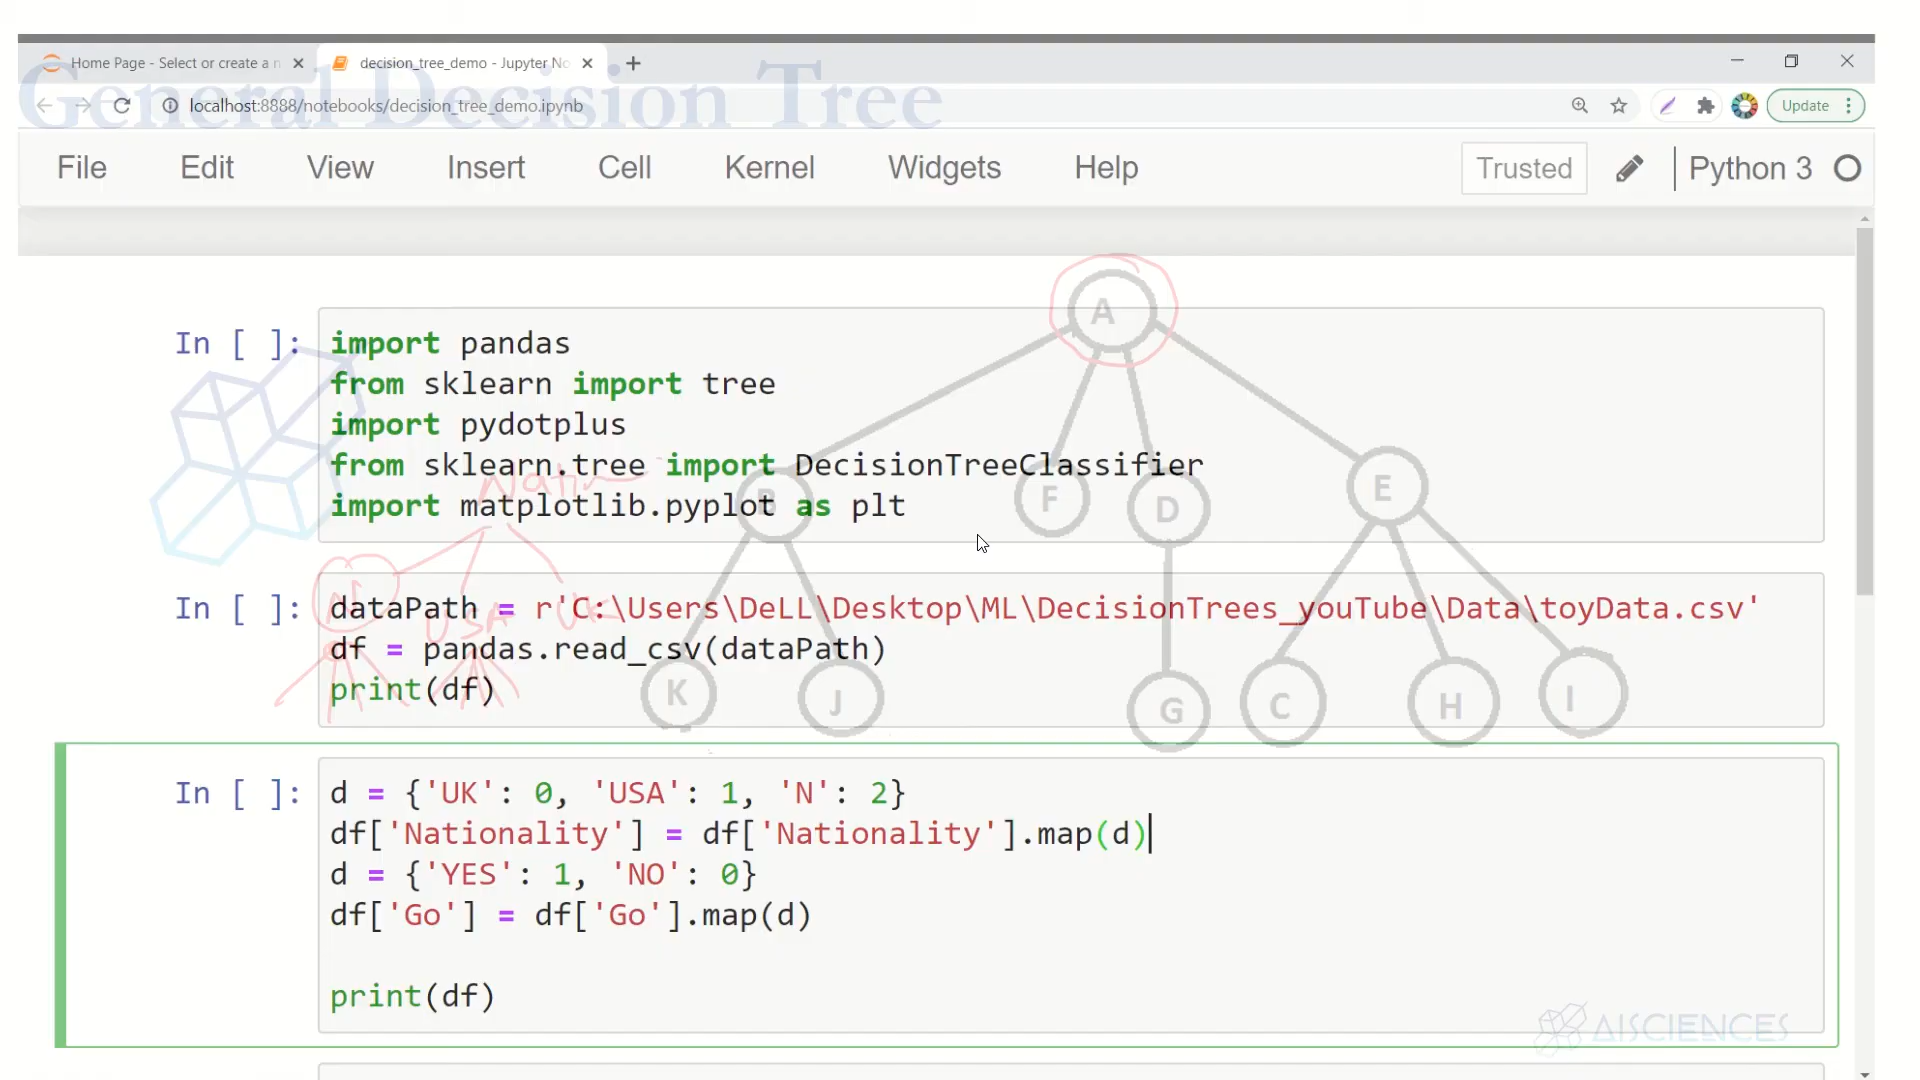 Home Page - Select or create a n
decision_tree_demo - Jupyter No
General Decision Tree
localhost:8888/notebooks/decision_tree_demo.ipynb
Update
File Edit View Insert Cell Kernel Widgets Help
Trusted
Python 3
A
In [ ]:
import pandas
from sklearn import tree
import pydotplus
from sklearn.tree import DecisionTreeClassifier
import matplotlib.pyplot as plt
B F D E
In [ ]:
dataPath = r'C:\Users\DeLL\Desktop\ML\DecisionTrees_youTube\Data\toyData.csv'
df = pandas.read_csv(dataPath)
print(df)
USA UK
K J G C H I
In [ ]:
d = {'UK': 0, 'USA': 1, 'N': 2}
df['Nationality'] = df['Nationality'].map(d)
d = {'YES': 1, 'NO': 0}
df['Go'] = df['Go'].map(d)
print(df)
AISCIENCES